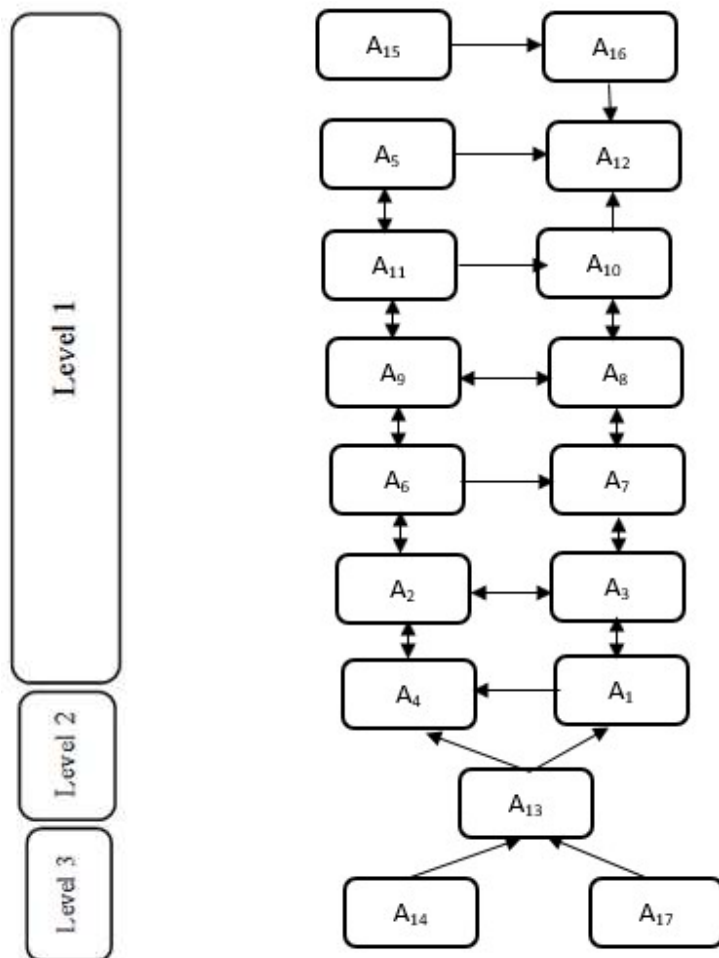 A₁₅ A₁₆
A₅ A₁₂
A₁₁ A₁₀
Level 1
A₉ A₈
A₆ A₇
A₂ A₃
A₄ A₁
Level 2
A₁₃
Level 3
A₁₄ A₁₇